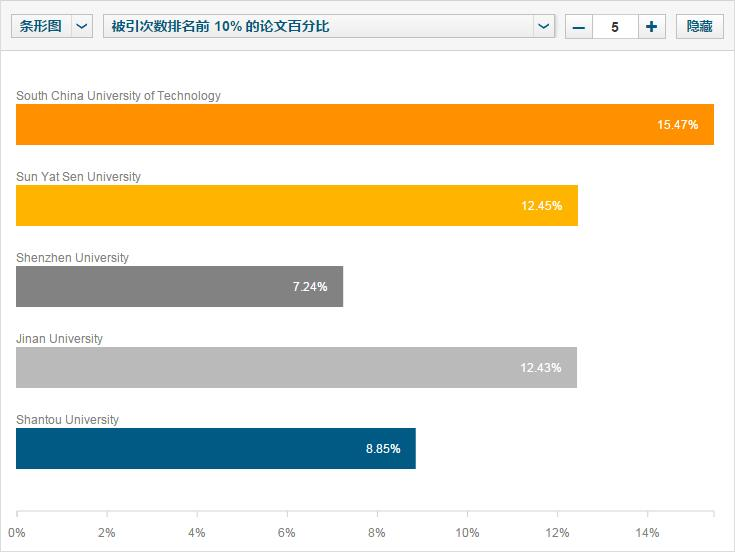 条形图 被引次数排名前 10% 的论文百分比 5 隐藏
South China University of Technology
15.47%
Sun Yat Sen University
12.45%
Shenzhen University
7.24%
Jinan University
12.43%
Shantou University
8.85%
0% 2% 4% 6% 8% 10% 12% 14%